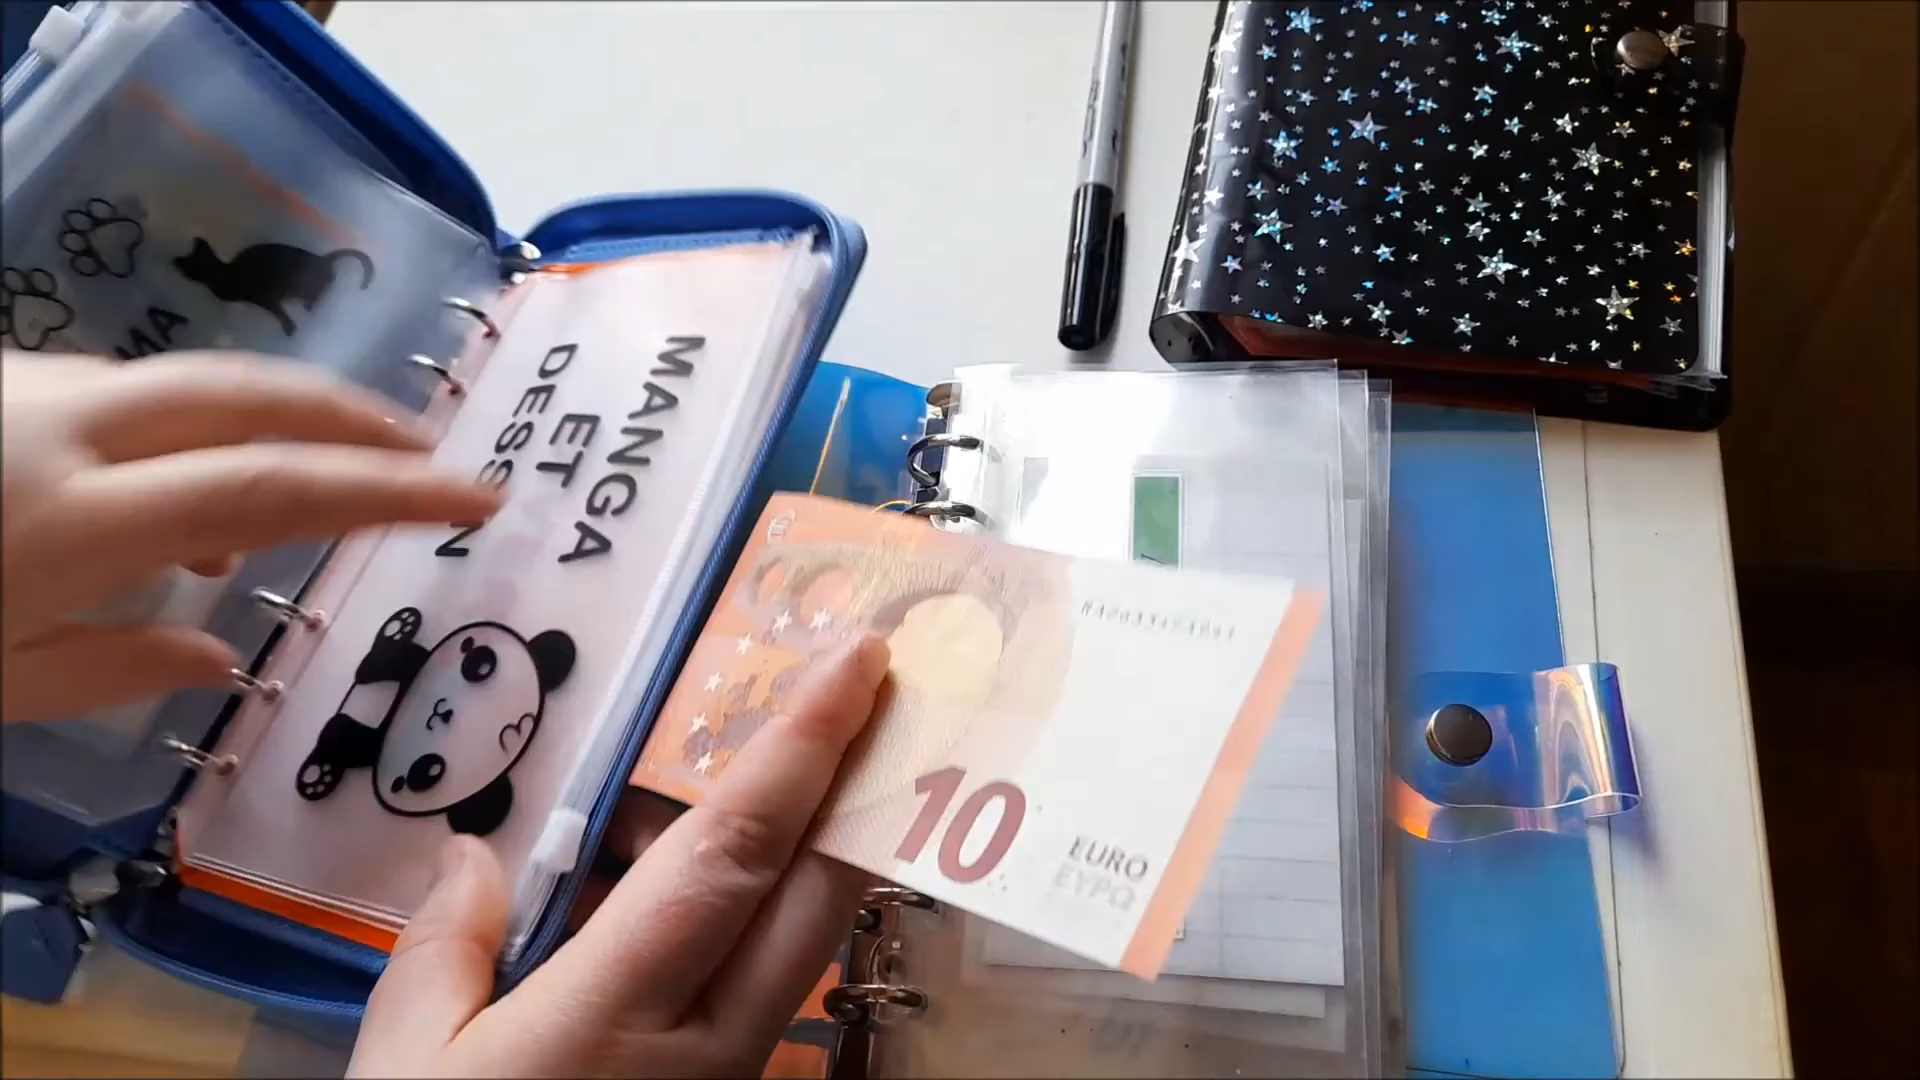 MANGA
ET
DESSIN
10
EURO
ΕΥΡΩ